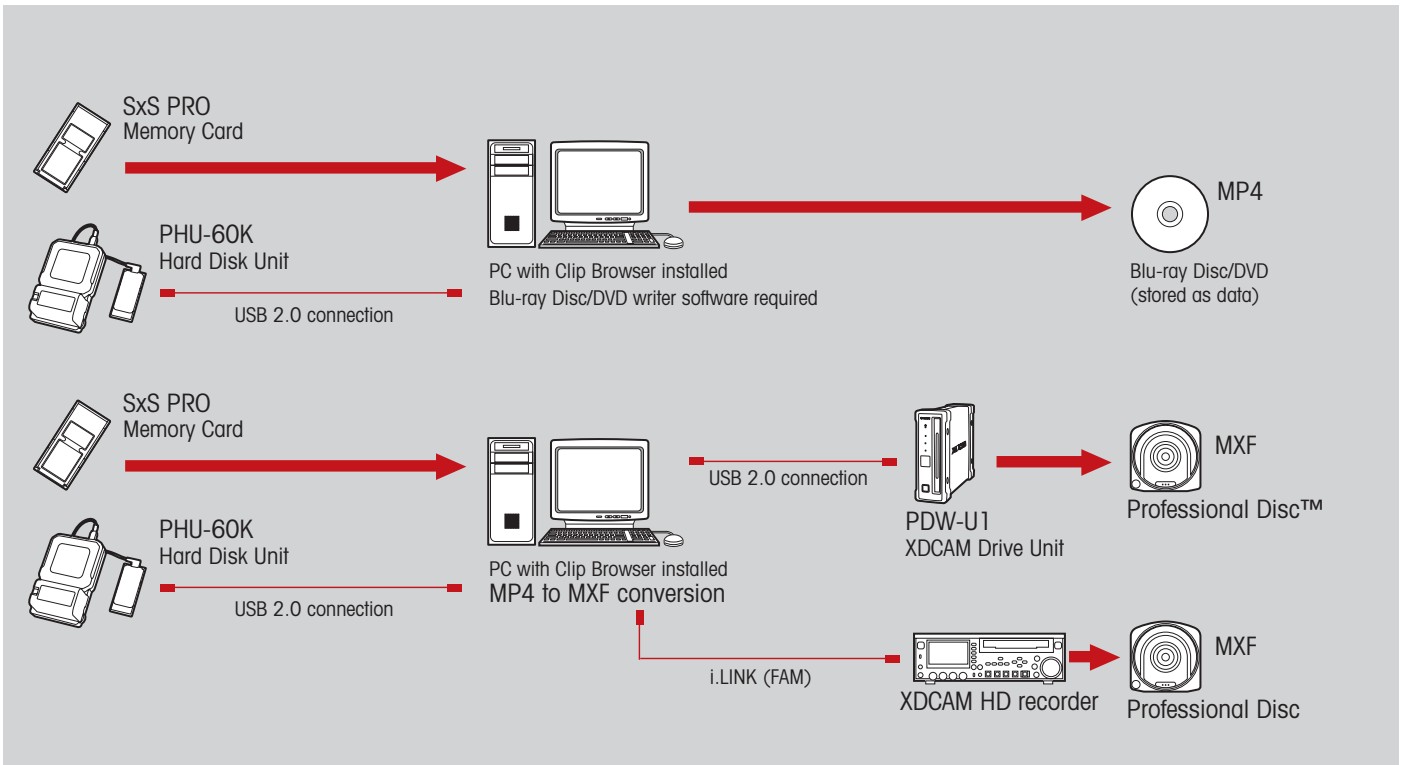 SxS PRO
Memory Card
MP4
PHU-60K
Hard Disk Unit
PC with Clip Browser installed
Blu-ray Disc/DVD writer software required
Blu-ray Disc/DVD
(stored as data)
USB 2.0 connection
SxS PRO
Memory Card
MXF
USB 2.0 connection
Professional Disc™
PHU-60K
Hard Disk Unit
PDW-U1
XDCAM Drive Unit
PC with Clip Browser installed
MP4 to MXF conversion
USB 2.0 connection
MXF
i.LINK (FAM)
XDCAM HD recorder
Professional Disc